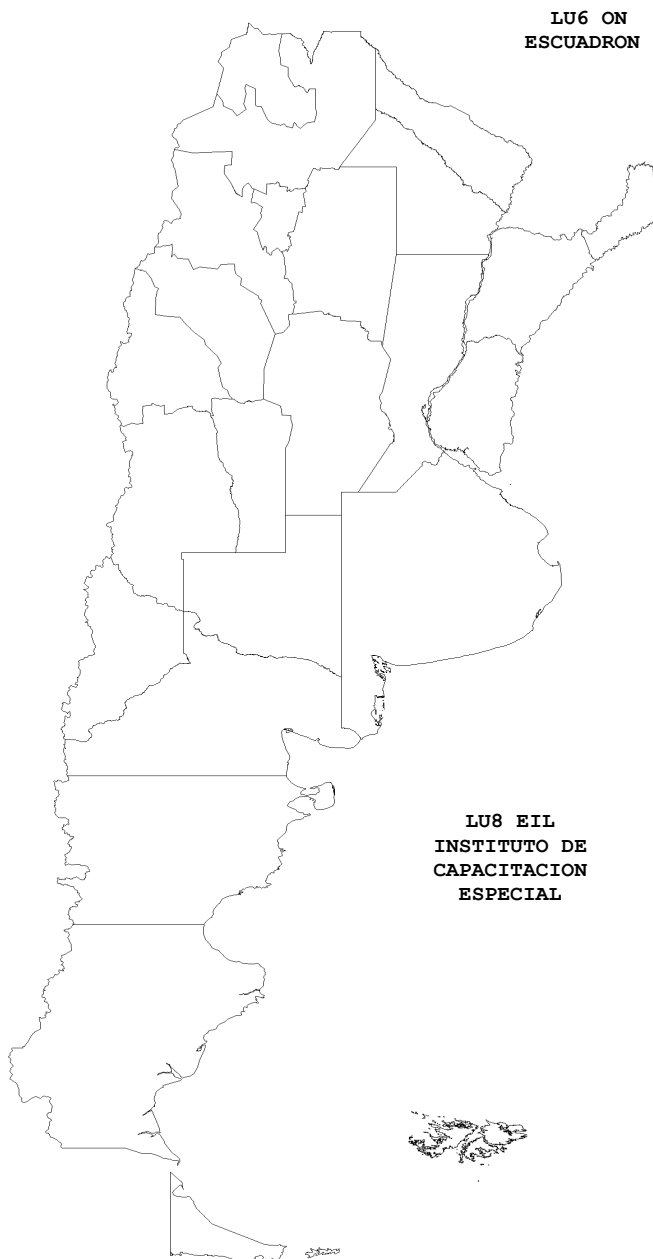 LU6 ON
ESCUADRON
LU8 EIL
INSTITUTO DE
CAPACITACION
ESPECIAL